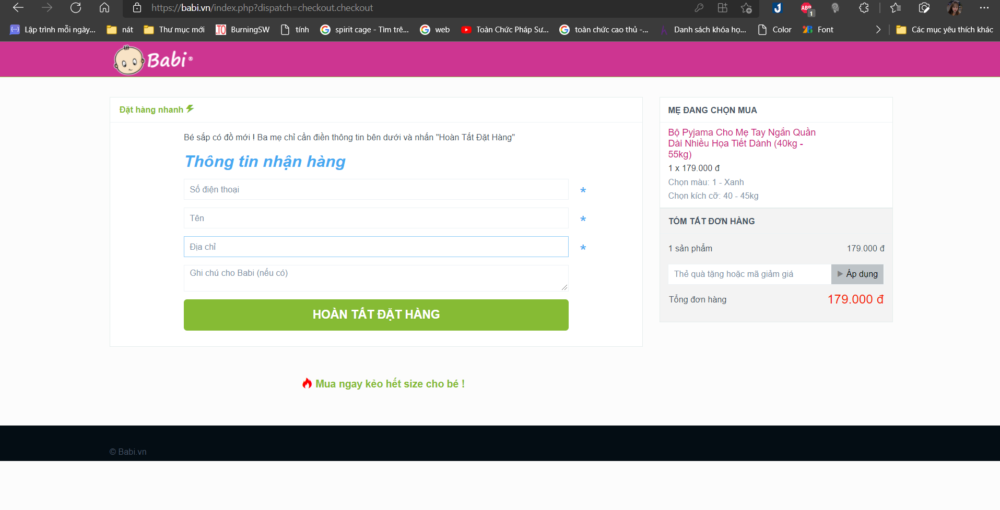 https://babi.vn/index.php?dispatch=checkout.checkout
ABP
1
Lập trình mỗi ngày...
nát
Thư mục mới
TO
BurningSW
tính
spirit cage - Tìm trê...
web
Toàn Chức Pháp Sư...
toàn chức cao thủ -...
Danh sách khóa họ...
Color
Font
Các mục yêu thích khác
Babi®
Đặt hàng nhanh
Bé sắp có đồ mới ! Ba mẹ chỉ cần điền thông tin bên dưới và nhấn "Hoàn Tất Đặt Hàng"
Thông tin nhận hàng
Số điện thoại
*
Tên
*
Địa chỉ
*
Ghi chú cho Babi (nếu có)
HOÀN TẤT ĐẶT HÀNG
Mua ngay kẻo hết size cho bé !
MẸ ĐANG CHỌN MUA
Bộ Pyjama Cho Mẹ Tay Ngắn Quần
Dài Nhiều Họa Tiết Dành (40kg -
55kg)
1 x 179.000 đ
Chọn màu: 1 - Xanh
Chọn kích cỡ: 40 - 45kg
TÓM TẮT ĐƠN HÀNG
1 sản phẩm 179.000 đ
Thẻ quà tặng hoặc mã giảm giá
Áp dụng
Tổng đơn hàng 179.000 đ
© Babi.vn